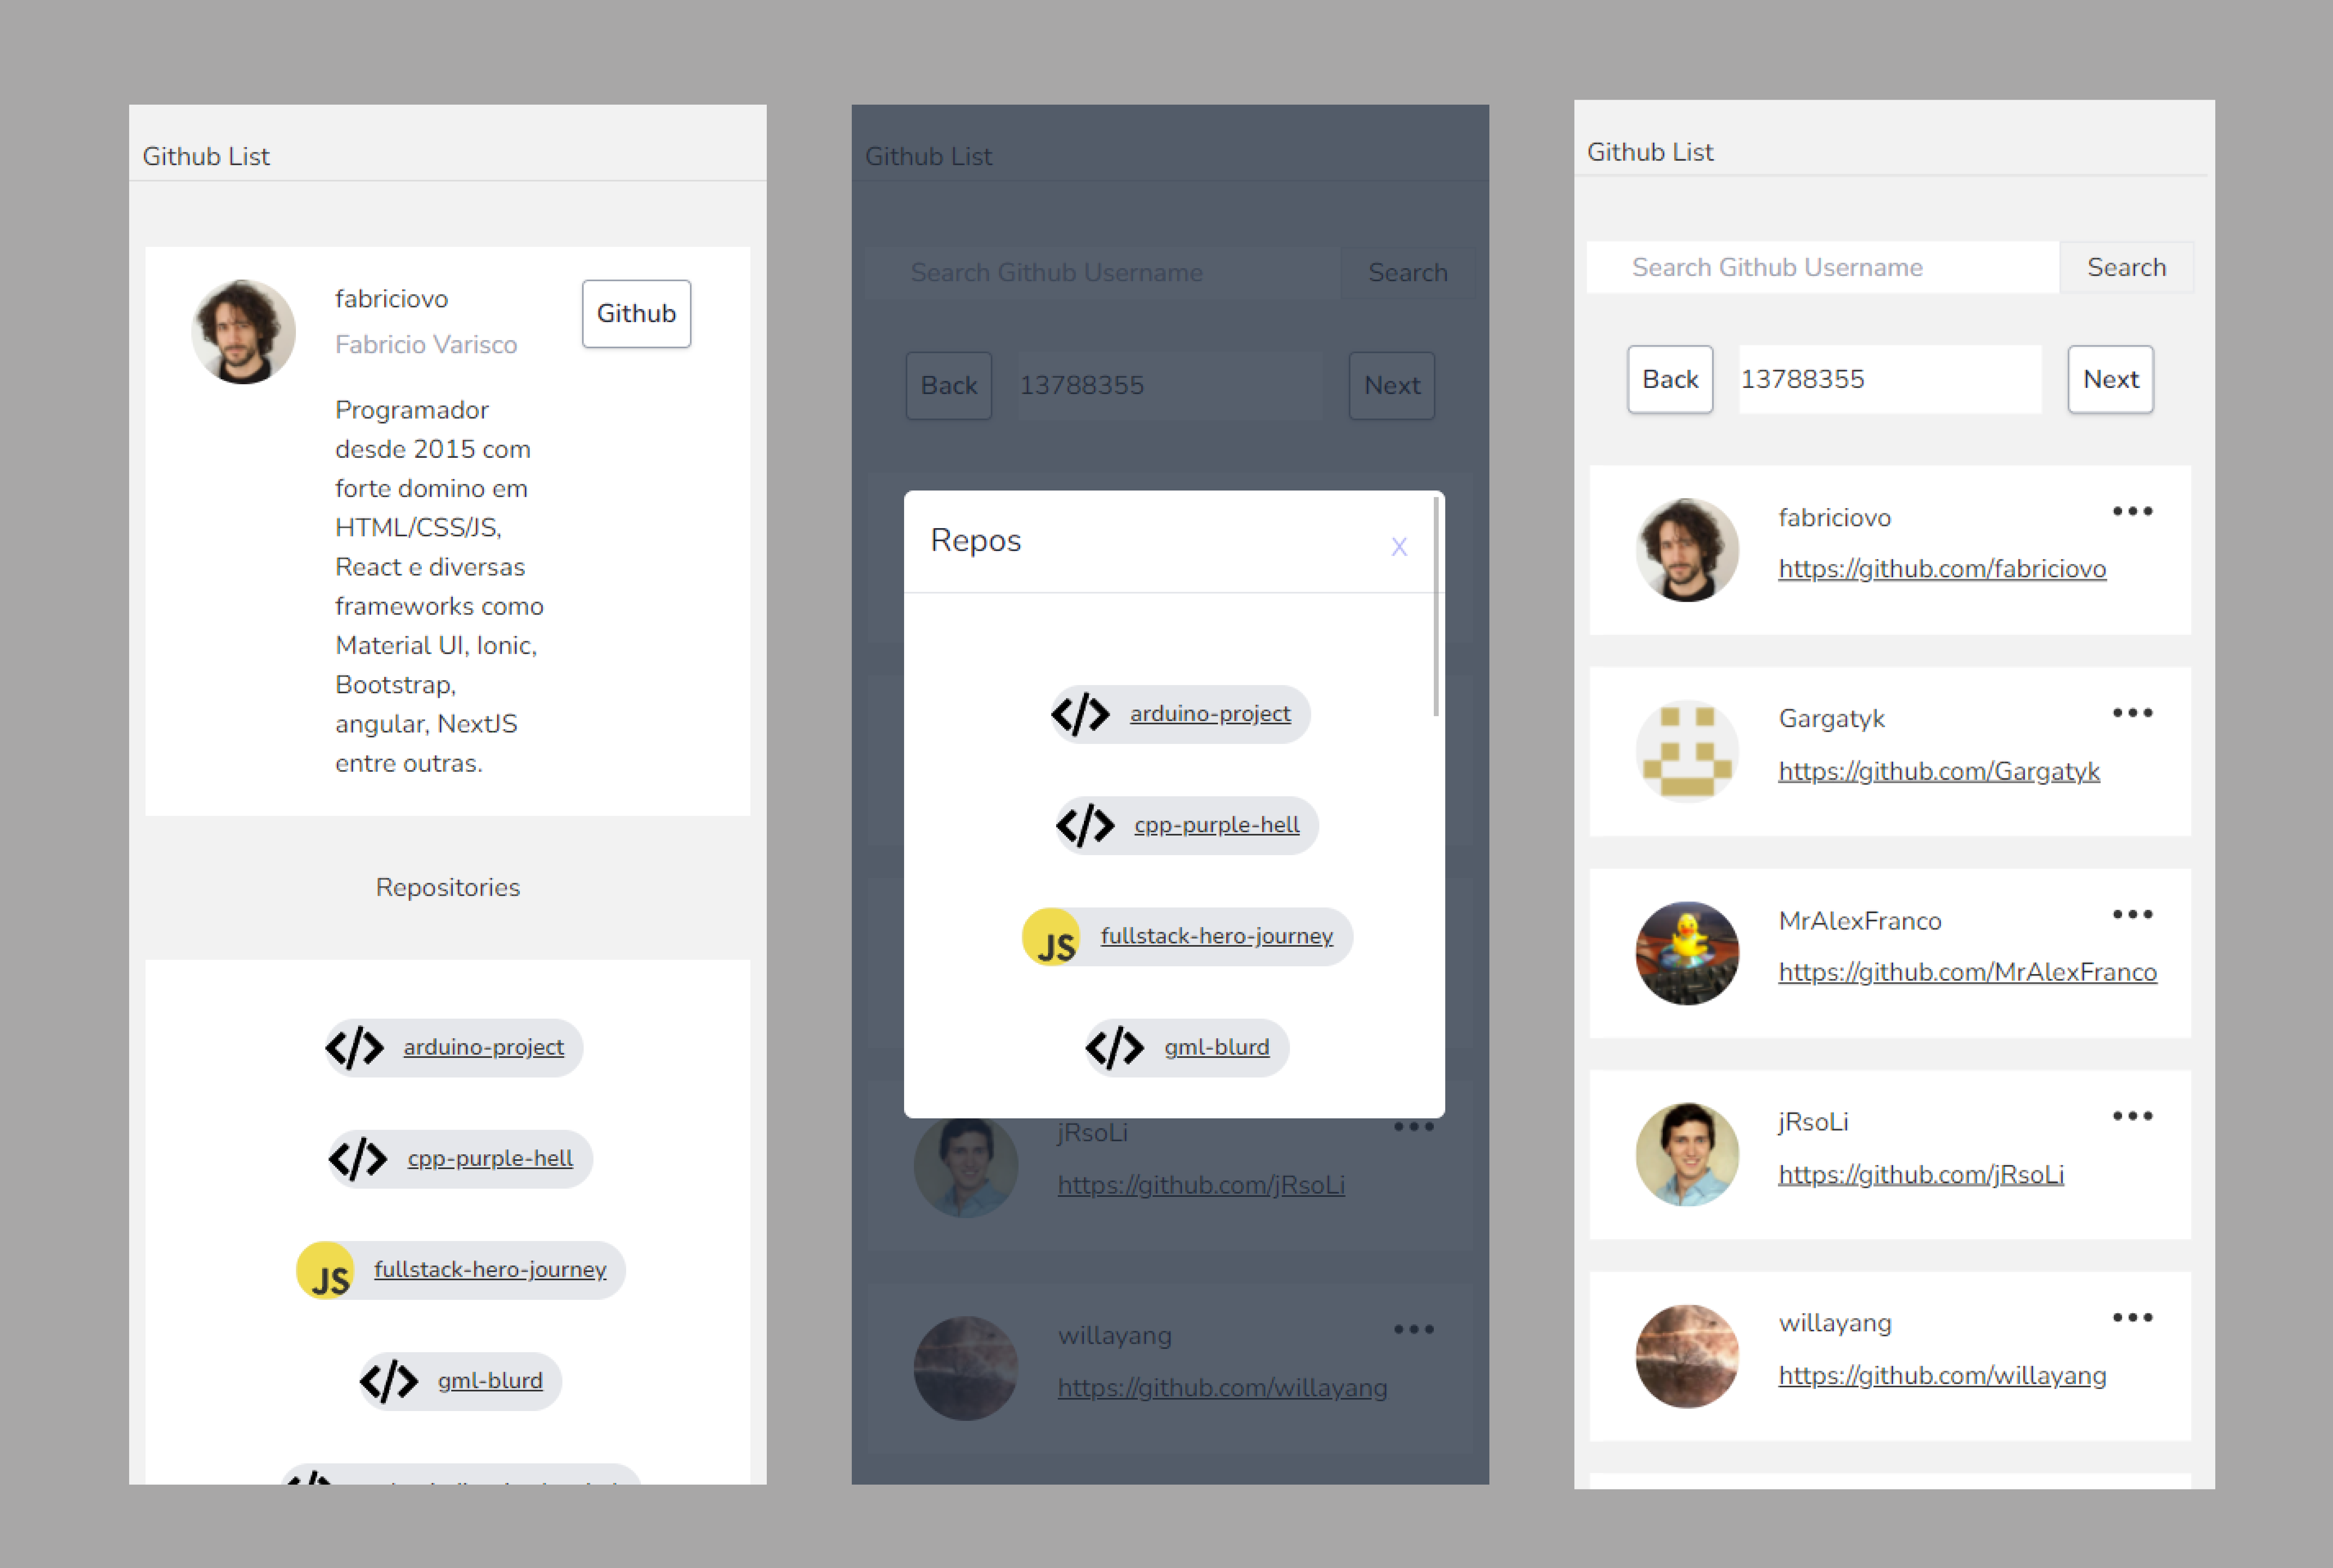 Github List
fabriciovo
Github
Fabricio Varisco
Programador
desde 2015 com
forte domino em
HTML/CSS/JS,
React e diversas
frameworks como
Material UI, Ionic,
Bootstrap,
angular, NextJS
entre outras.
Repositories
arduino-project
cpp-purple-hell
JS fullstack-hero-journey
gml-blurd
Github List
Search Github Username Search
Back 13788355 Next
Repos x
arduino-project
cpp-purple-hell
JS fullstack-hero-journey
gml-blurd
jRsoLi
https://github.com/jRsoLi
willayang
https://github.com/willayang
Github List
Search Github Username Search
Back 13788355 Next
fabriciovo
https://github.com/fabriciovo
Gargatyk
https://github.com/Gargatyk
MrAlexFranco
https://github.com/MrAlexFranco
jRsoLi
https://github.com/jRsoLi
willayang
https://github.com/willayang